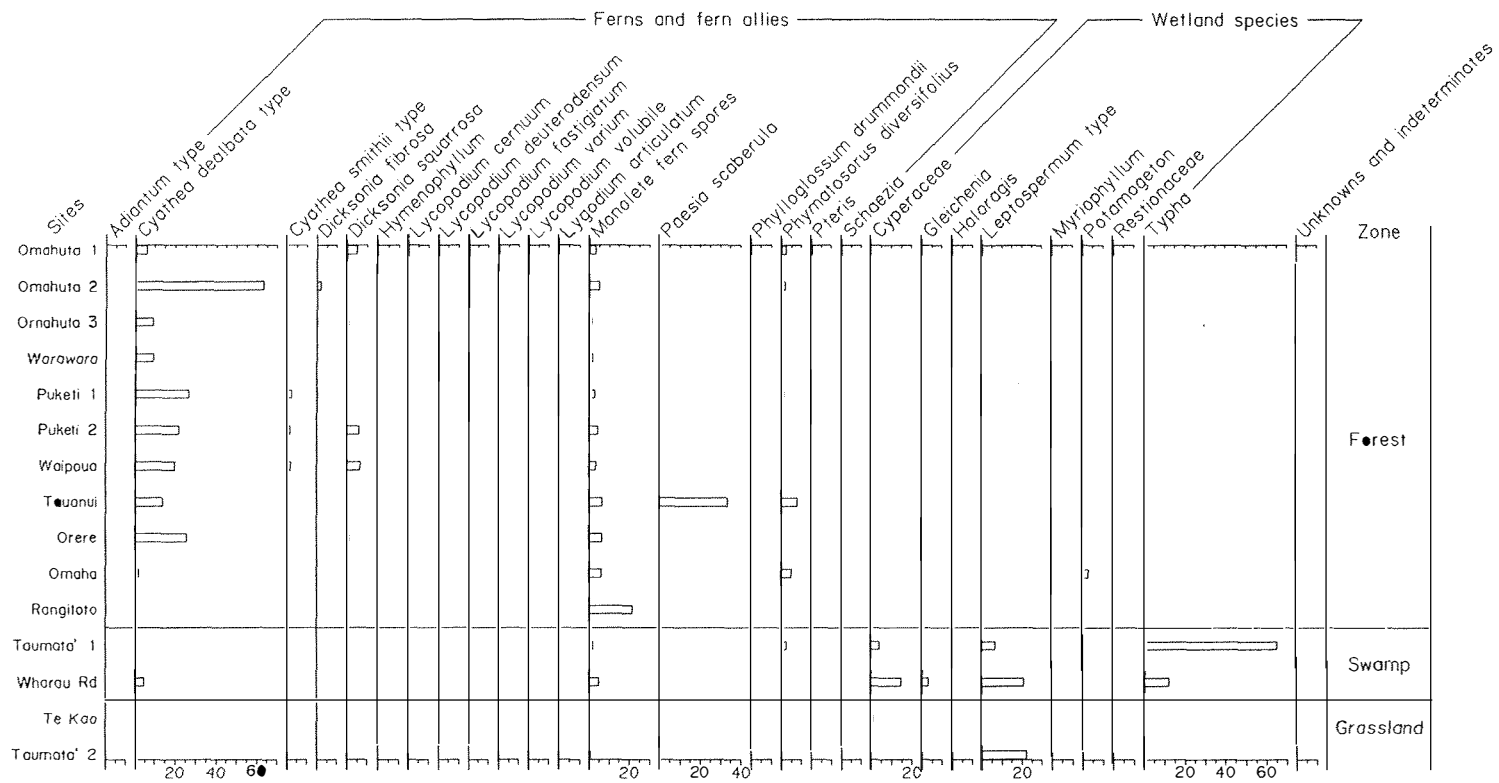 Ferns and fern allies
Wetland species
Sites
Adiantum type
Cyathea dealbata type
Cyathea smithii type
Dicksonia fibrosa
Dicksonia squarrosa
Hymenophyllum
Lycopodium cernuum
Lycopodium deuterodensum
Lycopodium fastigiatum
Lycopodium varium
Lycopodium volubile
Lygodium articulatum
Monolete fern spores
Paesia scaberula
Phylloglossum drummondii
Phymatosorus diversifolius
Pteris
Schaezia
Cyperaceae
Gleichenia
Haloragis
Leptospermum type
Myriophyllum
Potamogeton
Restionaceae
Typha
Unknowns and indeterminates
Zone
Omahuta 1
Omahuta 2
Omahuta 3
Warawara
Puketi 1
Puketi 2
Waipoua
Tauanui
Orere
Omaha
Rangitoto
Forest
Taumata' 1
Wharau Rd
Swamp
Te Kao
Taumata' 2
Grassland
20 40 60 20 20 40 20 20 20 40 60